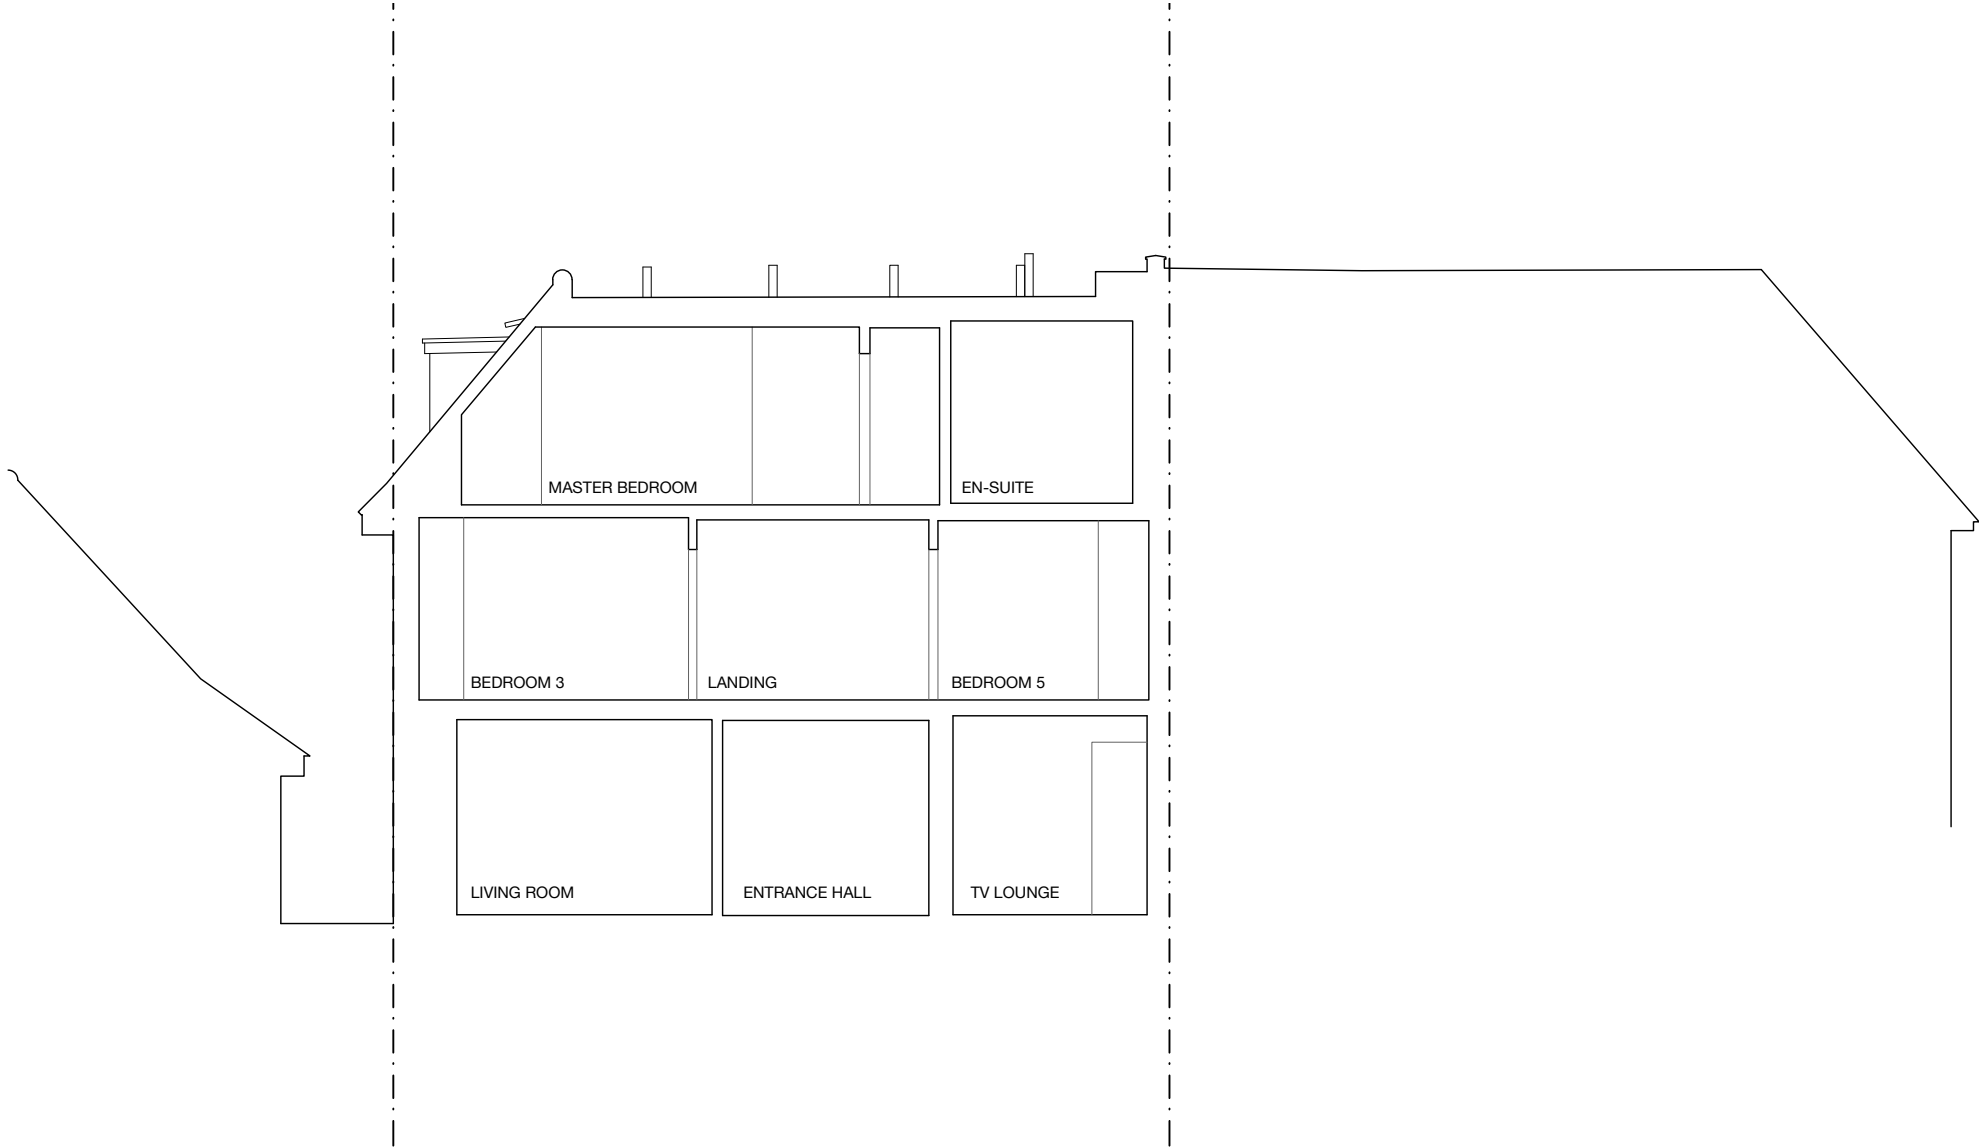 MASTER BEDROOM
EN-SUITE
BEDROOM 3
LANDING
BEDROOM 5
LIVING ROOM
ENTRANCE HALL
TV LOUNGE